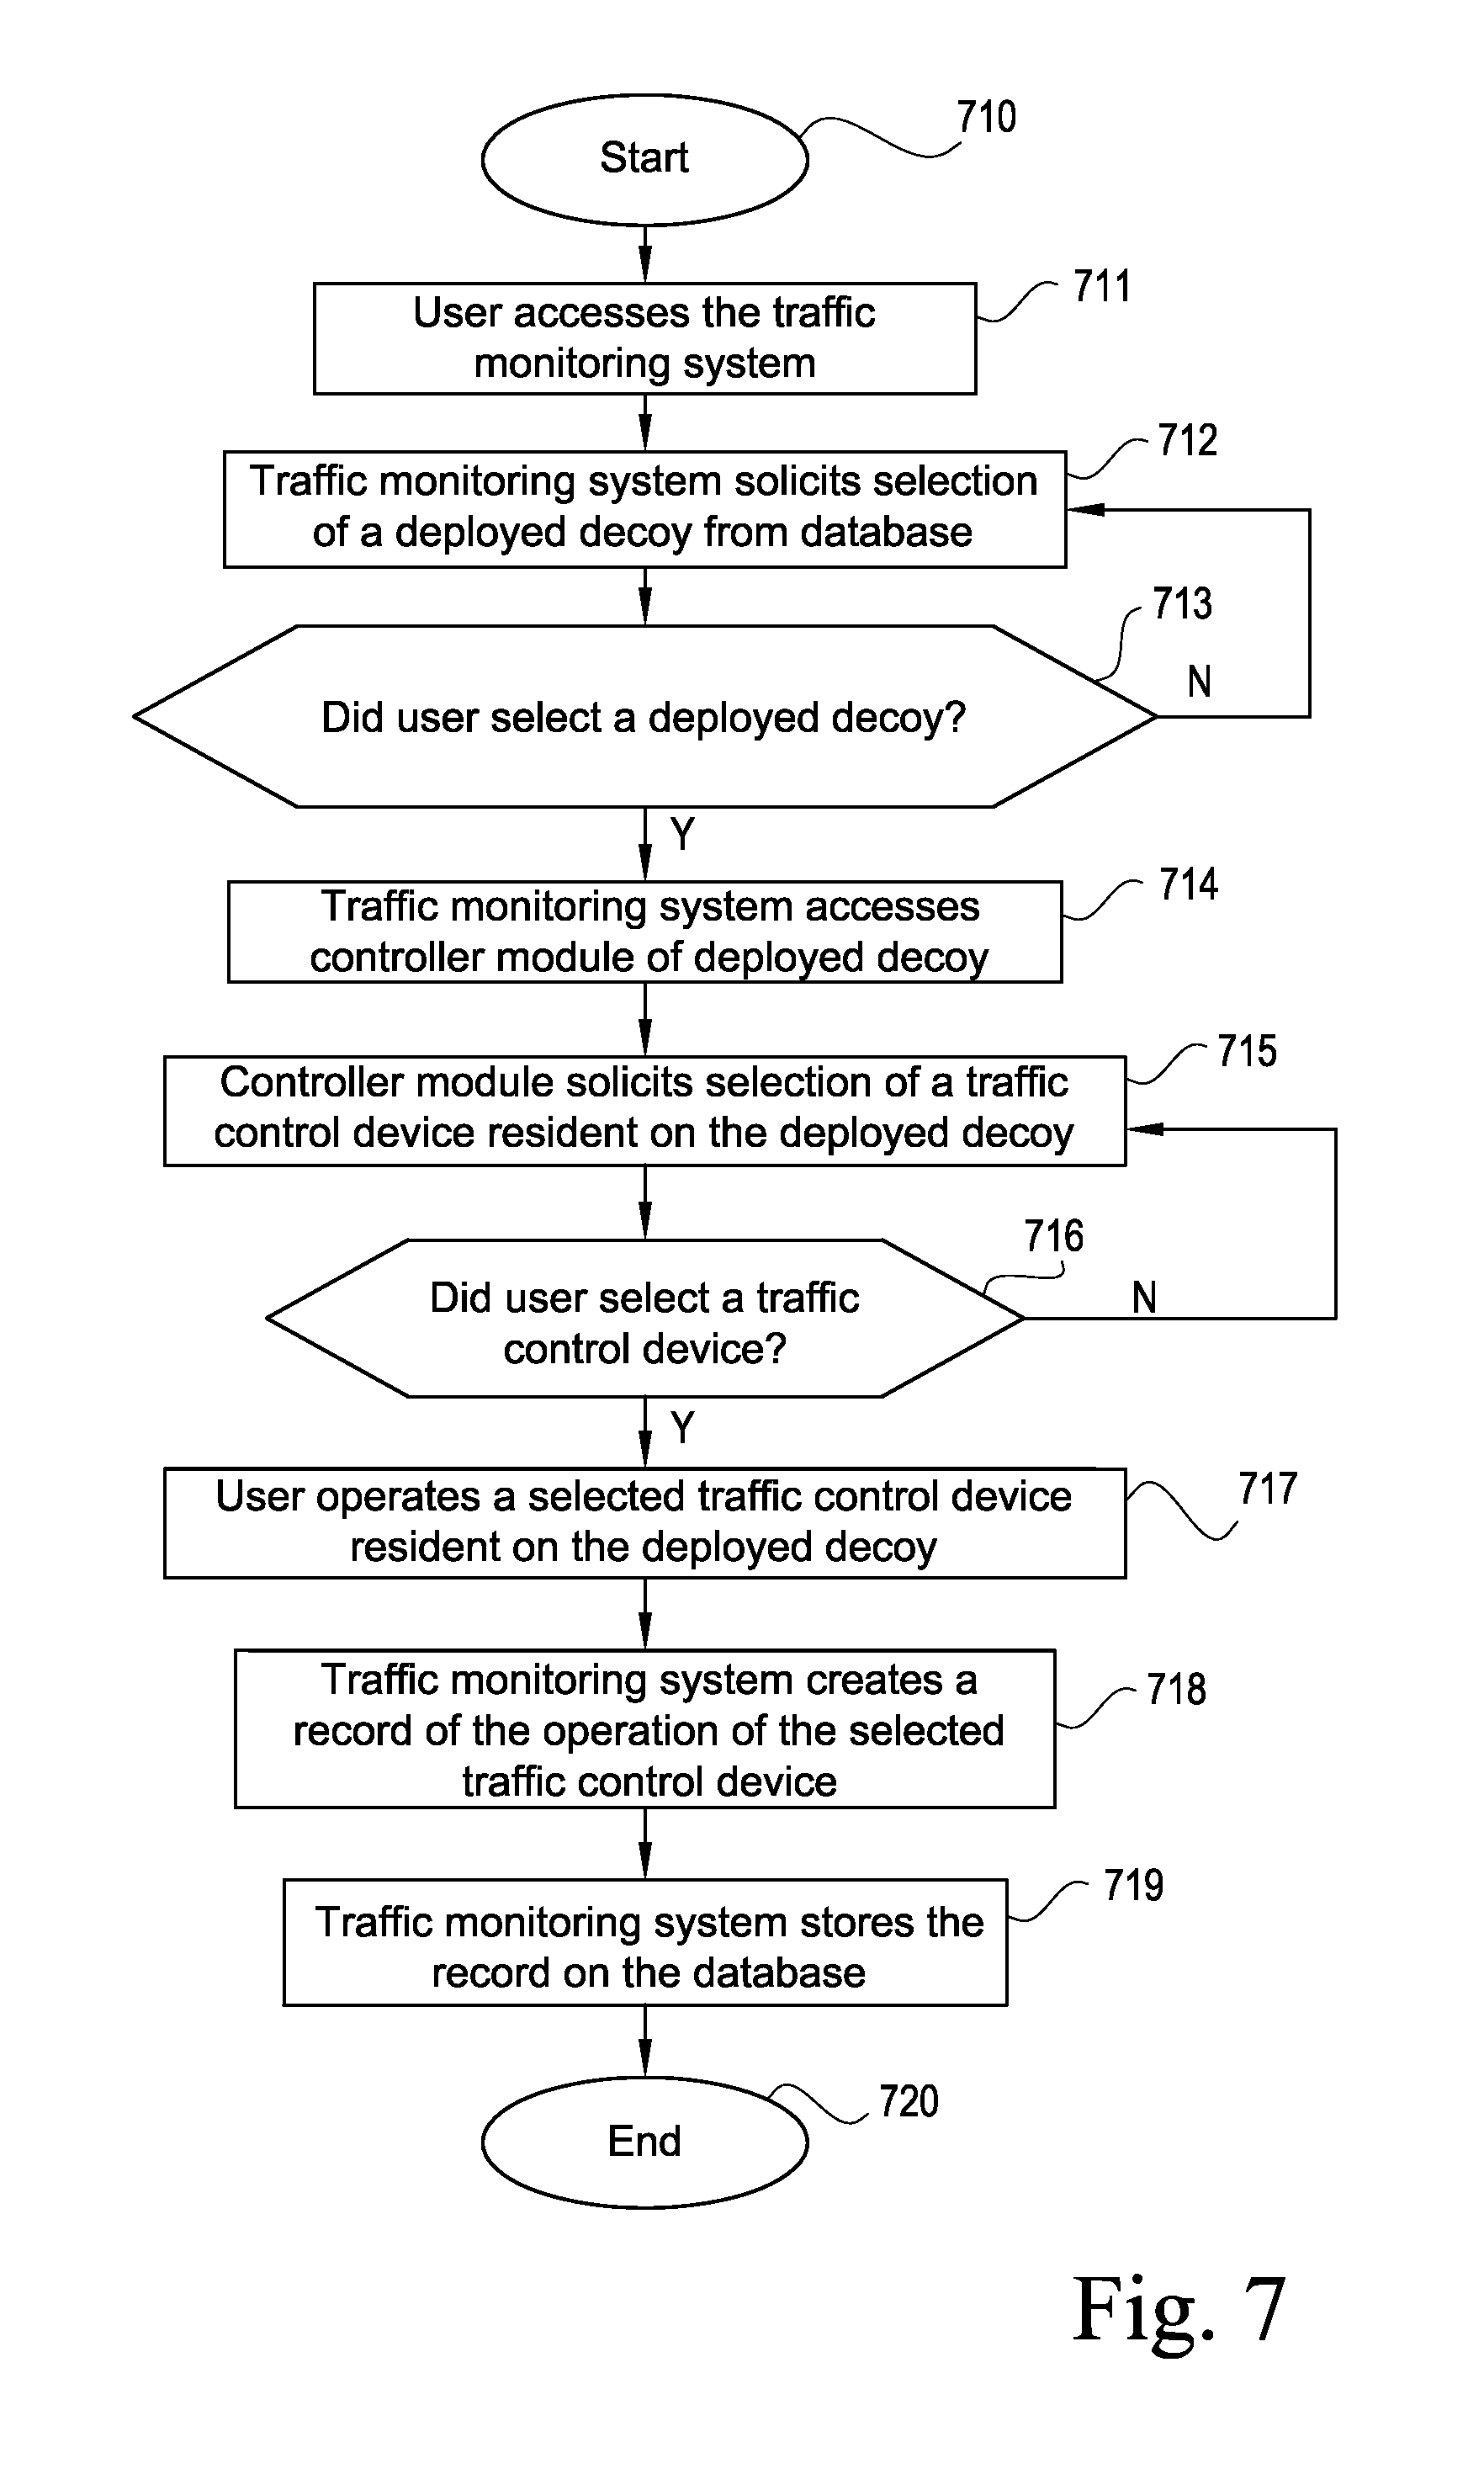 710
Start
711
User accesses the traffic
monitoring system
712
Traffic monitoring system solicits selection
of a deployed decoy from database
713
N
Did user select a deployed decoy?
Y
714
Traffic monitoring system accesses
controller module of deployed decoy
715
Controller module solicits selection of a traffic
control device resident on the deployed decoy
716
Did user select a traffic
N
control device?
Y
717
User operates a selected traffic control device
resident on the deployed decoy
718
Traffic monitoring system creates a
record of the operation of the selected
traffic control device
719
Traffic monitoring system stores the
record on the database
720
End
Fig. 7